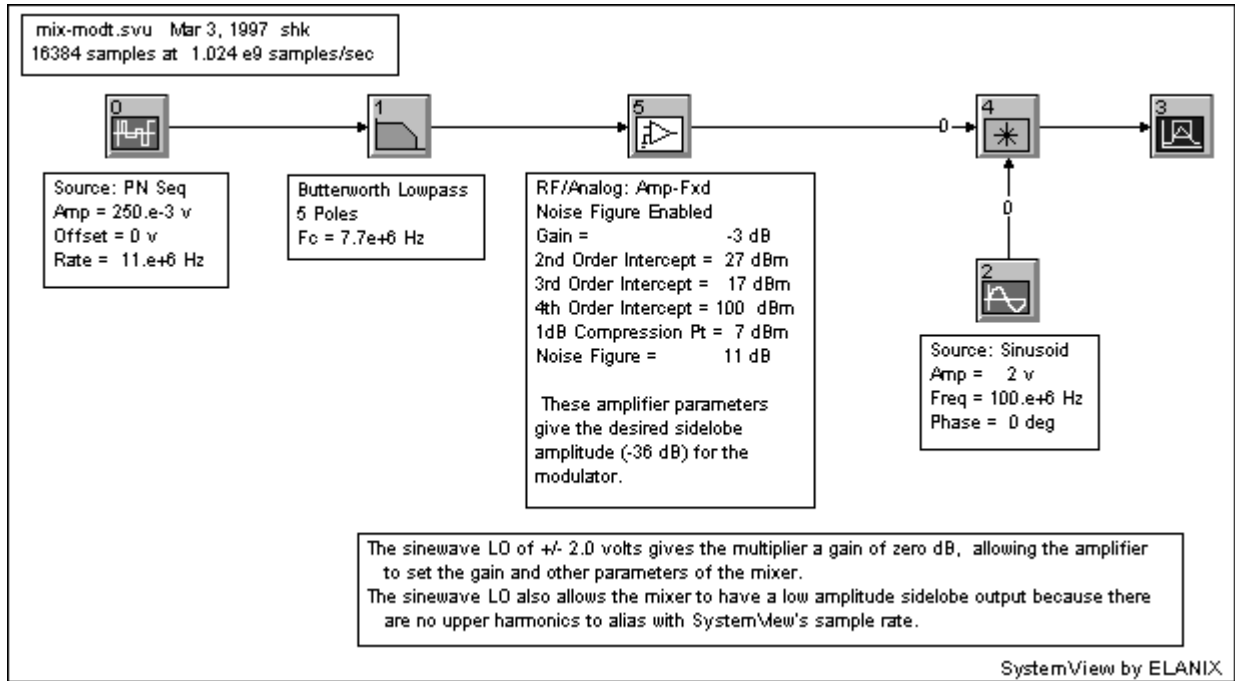 mix-modt.svu Mar 3, 1997 shk
16384 samples at 1.024 e9 samples/sec
0
1
5
4
3
0
0
2
Source: PN Seq
Amp = 250.e-3 v
Offset = 0 v
Rate = 11.e+6 Hz
Butterworth Lowpass
5 Poles
Fc = 7.7e+6 Hz
RF/Analog: Amp-Fxd
Noise Figure Enabled
Gain = -3 dB
2nd Order Intercept = 27 dBm
3rd Order Intercept = 17 dBm
4th Order Intercept = 100 dBm
1dB Compression Pt = 7 dBm
Noise Figure = 11 dB
These amplifier parameters
give the desired sidelobe
amplitude (-36 dB) for the
modulator.
Source: Sinusoid
Amp = 2 v
Freq = 100.e+6 Hz
Phase = 0 deg
The sinewave LO of +/- 2.0 volts gives the multiplier a gain of zero dB, allowing the amplifier
to set the gain and other parameters of the mixer.
The sinewave LO also allows the mixer to have a low amplitude sidelobe output because there
are no upper harmonics to alias with SystemView's sample rate.
SystemView by ELANIX